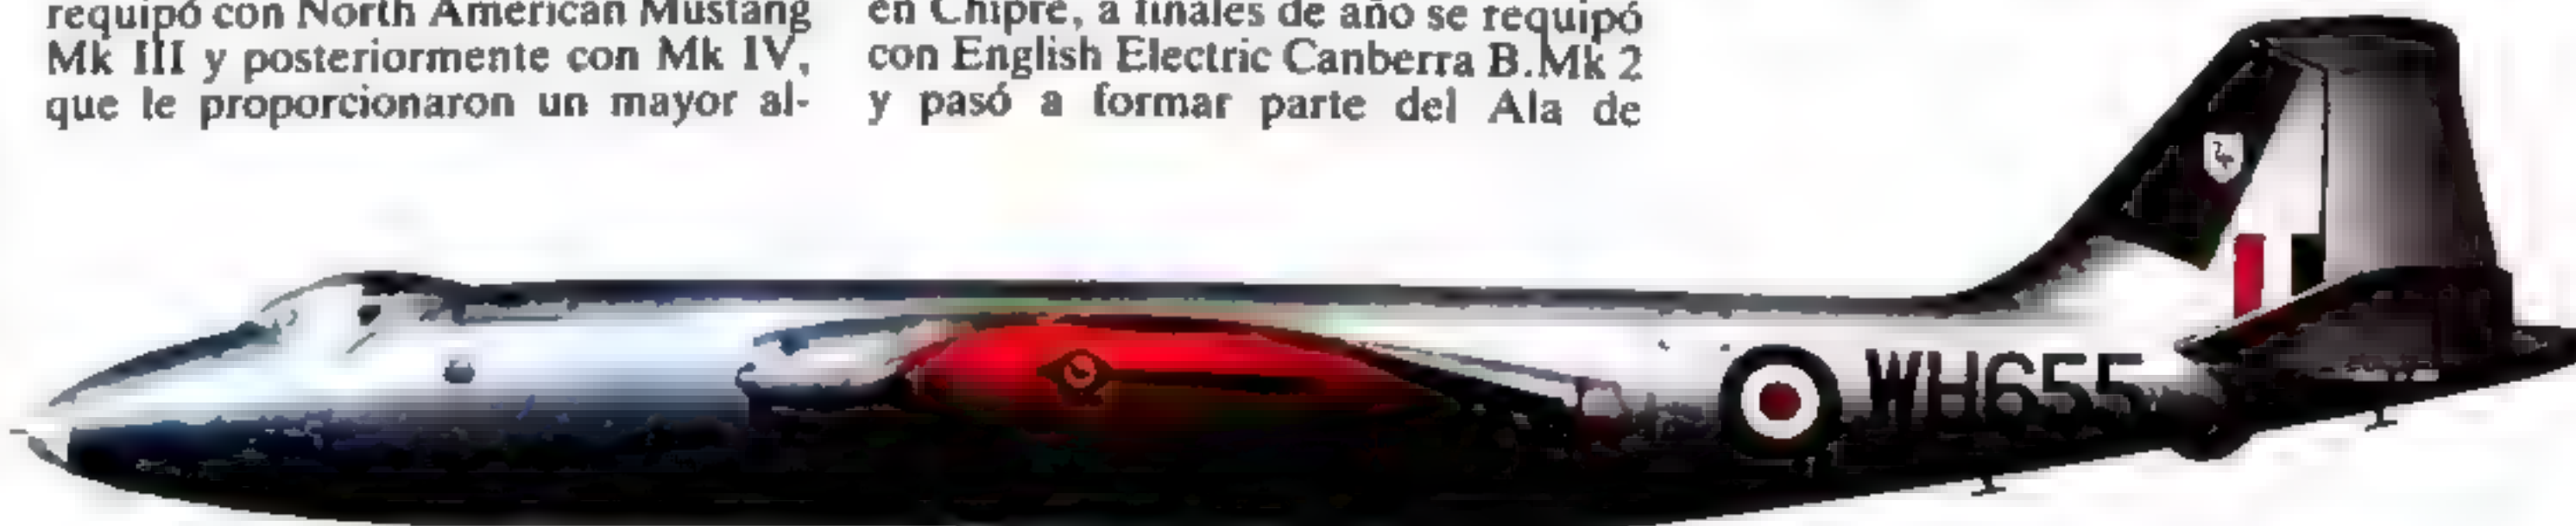 requipó con North American Mustang
Mk III y posteriormente con Mk IV,
que le proporcionaron un mayor al-
en Chipre, a finales de año se requipó
con English Electric Canberra B.Mk 2
y pasó a formar parte del Ala de
WH655